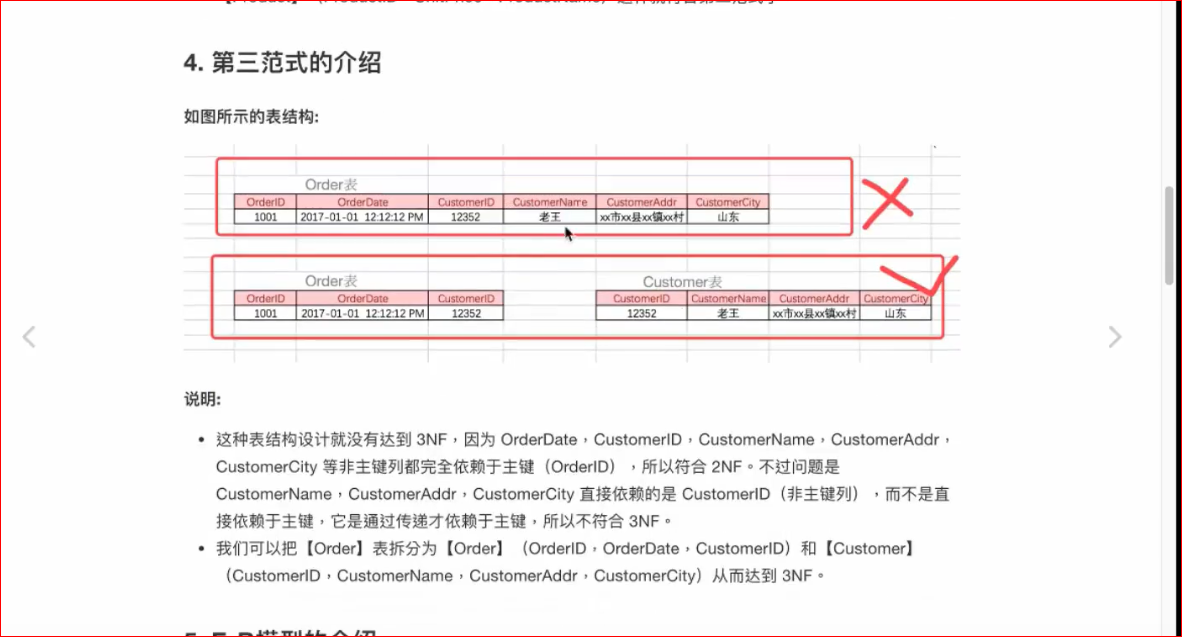 4. 第三范式的介绍
如图所示的表结构:
Order表
OrderID OrderDate CustomerID CustomerName CustomerAddr CustomerCity
1001 2017-01-01 12:12:12 PM 12352 老王 xx市xx县xx镇xx村 山东
Order表 Customer表
OrderID OrderDate CustomerID CustomerID CustomerName CustomerAddr CustomerCity
1001 2017-01-01 12:12:12 PM 12352 12352 老王 xx市xx县xx镇xx村 山东
说明:
• 这种表结构设计就没有达到 3NF，因为 OrderDate，CustomerID，CustomerName，CustomerAddr，
CustomerCity 等非主键列都完全依赖于主键（OrderID），所以符合 2NF。不过问题是
CustomerName，CustomerAddr，CustomerCity 直接依赖的是 CustomerID（非主键列），而不是直
接依赖于主键，它是通过传递才依赖于主键，所以不符合 3NF。
• 我们可以把【Order】表拆分为【Order】（OrderID，OrderDate，CustomerID）和【Customer】
（CustomerID，CustomerName，CustomerAddr，CustomerCity）从而达到 3NF。